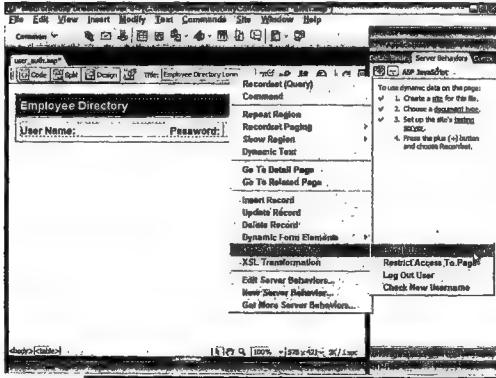 File Edit View Insert Modify Text Commands Site Window Help
Common
user_auth.asp*
Code Split Design Title: Employee Directory Login
Employee Directory
User Name: Password:
Recordset (Query)
Command
Repeat Region
Recordset Paging
Show Region
Dynamic Text
Go To Detail Page
Go To Related Page
Insert Record
Update Record
Delete Record
Dynamic Form Elements
XSL Transformation
Edit Server Behaviors...
New Server Behavior...
Get More Server Behaviors...
Restrict Access To Page
Log Out User
Check New Username
Server Behaviors
ASP JavaScript
To use dynamic data on this page:
1. Create a site for this file.
2. Choose a document type.
3. Set up the site's testing
server.
4. Press the plus (+) button
and choose Recordset.
<body> <table>
100%